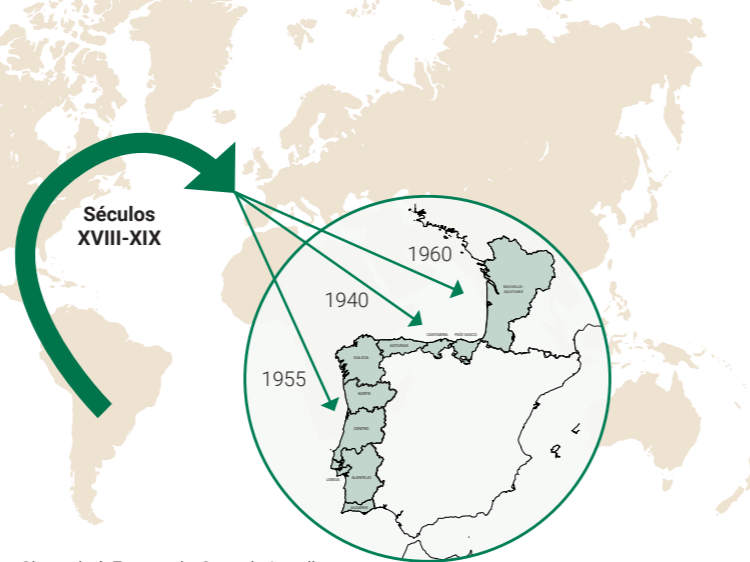 Séculos
XVIII-XIX
1960
1940
1955
NOUVELLE-
AQUITAINE
CANTABRIA
PAÍS VASCO
ASTURIAS
GALICIA
NORTE
CENTRO
LISBOA
ALENTEJO
ALGARVE